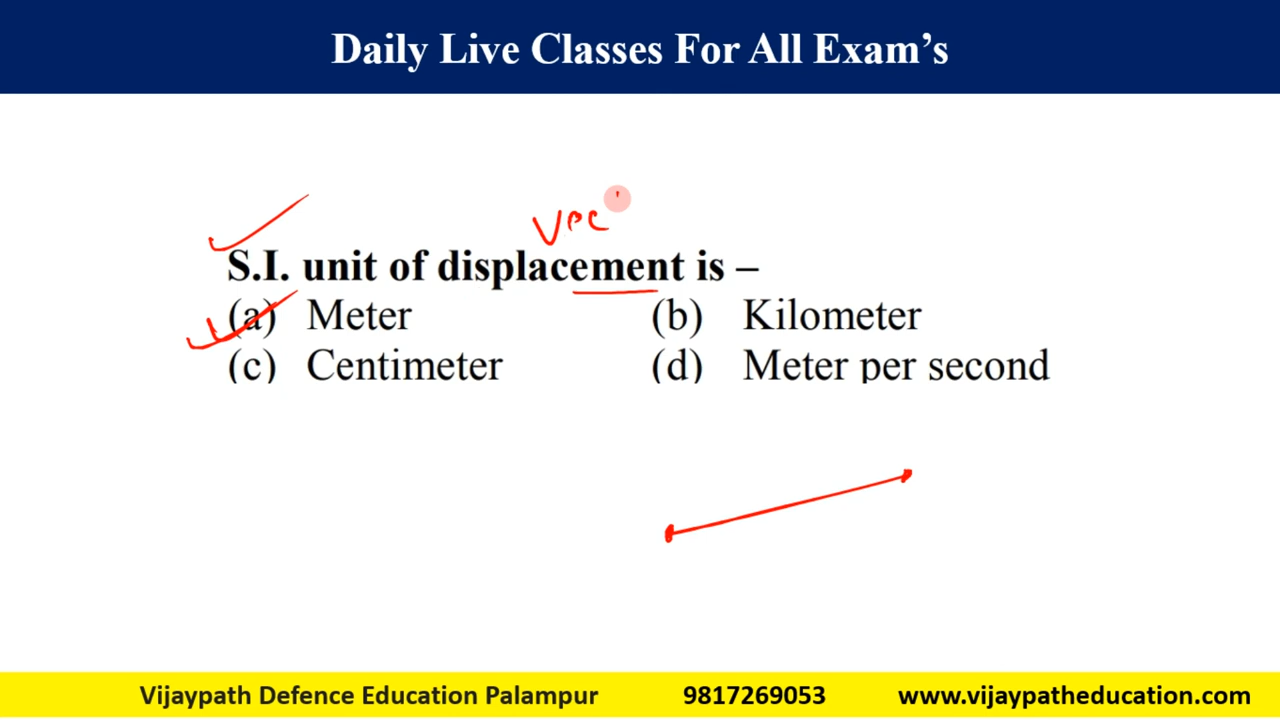 Daily Live Classes For All Exam’s
vec
S.I. unit of displacement is –
(a) Meter (b) Kilometer
(c) Centimeter (d) Meter per second
Vijaypath Defence Education Palampur 9817269053 www.vijaypatheducation.com